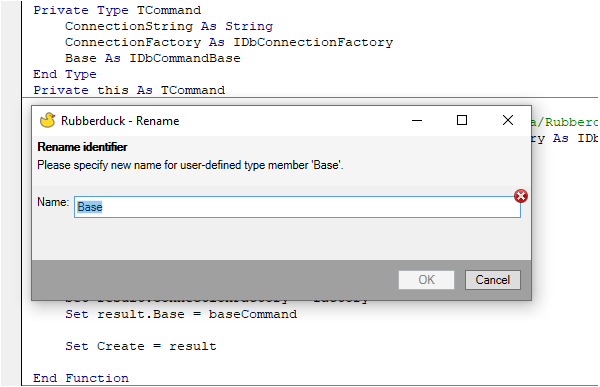 Private Type TCommand
ConnectionString As String
ConnectionFactory As IDbConnectionFactory
Base As IDbCommandBase
End Type
Private this As TCommand
Rubberduck - Rename
a/Rubberd
Rename identifier
ry As IDb
Please specify new name for user-defined type member 'Base'.
Name: Base
OK Cancel
Set result.Base = baseCommand
Set Create = result
End Function